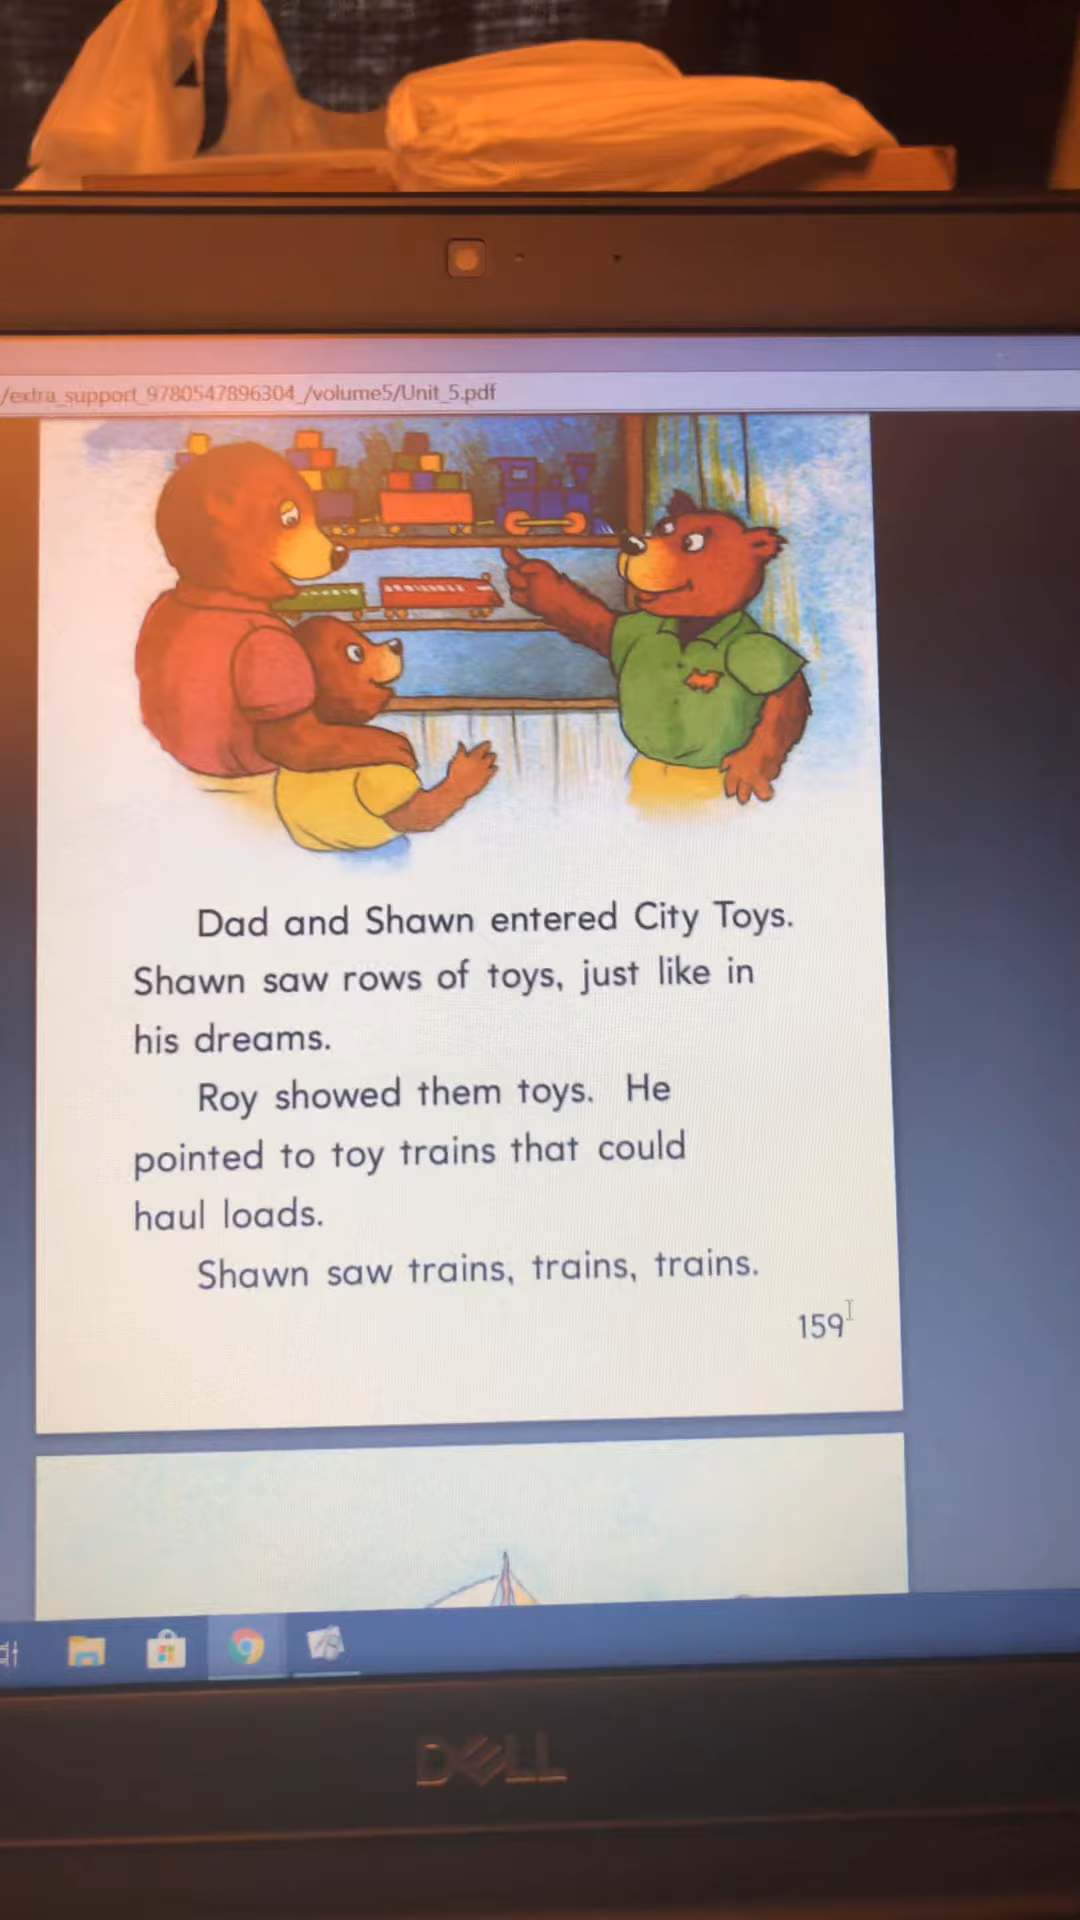 /extra_support_9780547896304_/volume5/Unit_5.pdf
Dad and Shawn entered City Toys.
Shawn saw rows of toys, just like in
his dreams.
Roy showed them toys. He
pointed to toy trains that could
haul loads.
Shawn saw trains, trains, trains.
159
DELL